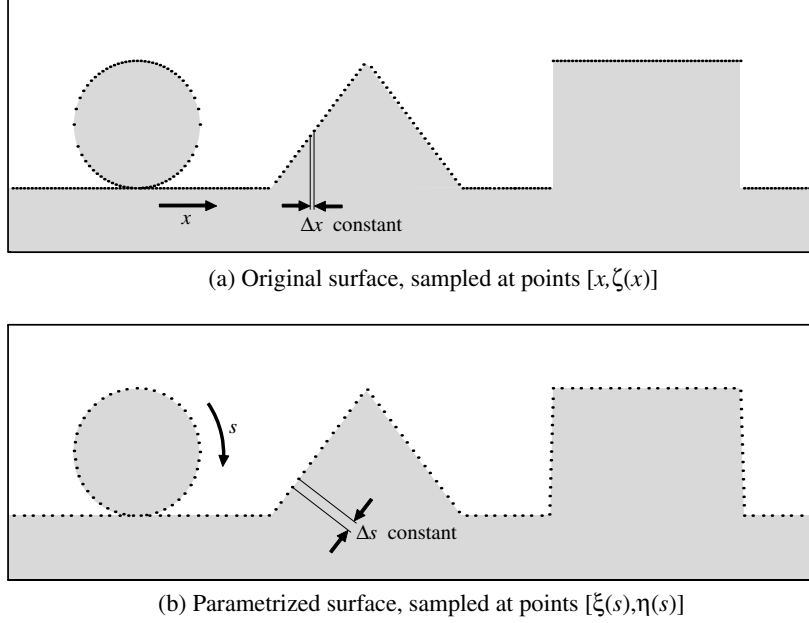 x
Δx constant
(a) Original surface, sampled at points [x,ζ(x)]
s
Δs constant
(b) Parametrized surface, sampled at points [ξ(s),η(s)]